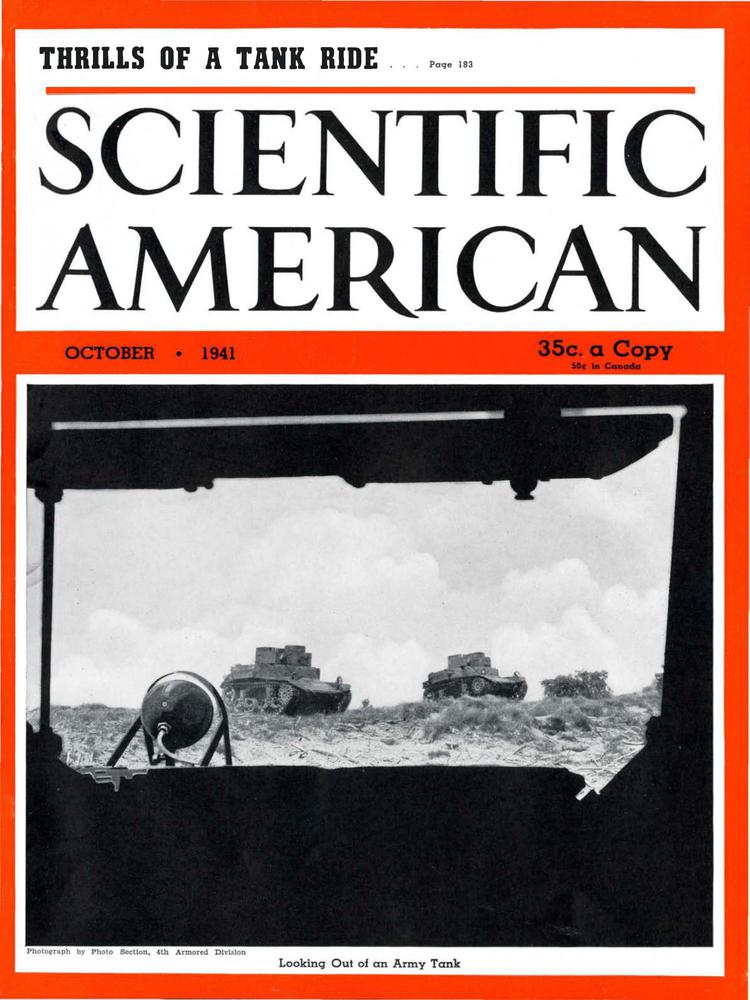 THRILLS OF A TANK RIDE . . . Page 183
SCIENTIFIC
AMERICAN
OCTOBER • 1941
35c. a Copy
50¢ in Canada
Photograph by Photo Section, 4th Armored Division
Looking Out of an Army Tank